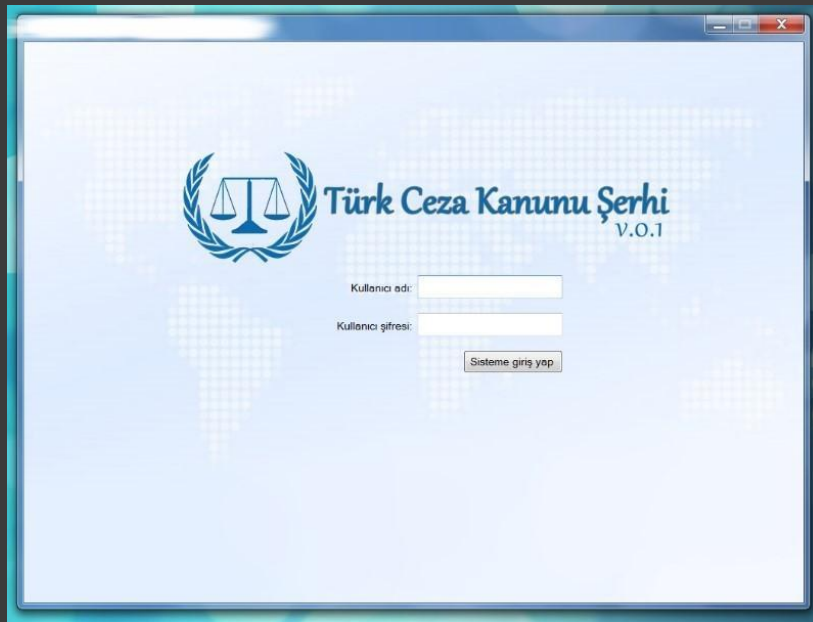 Türk Ceza Kanunu Şerhi
V.0.1
Kullanıcı adı:
Kullanıcı şifresi:
Sisteme giriş yap